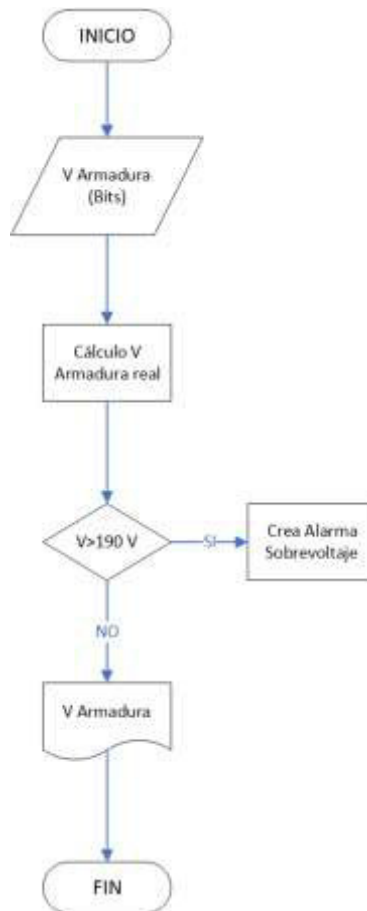 INICIO
V Armadura
(Bits)
Cálculo V
Armadura real
V>190 V
SI
Crea Alarma
Sobrevoltaje
NO
V Armadura
FIN